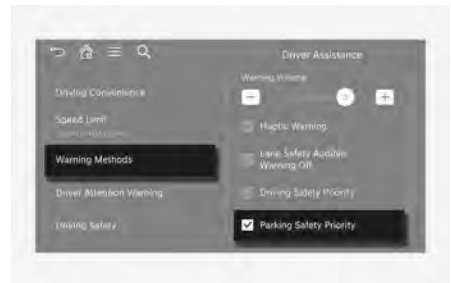 Driver Assistance
Driving Convenience
Speed Limit
Warning Methods
Driver Attention Warning
Driving Safety
Warning Volume
Haptic Warning
Lane Safety Audible
Warning Off
Driving Safety Priority
Parking Safety Priority